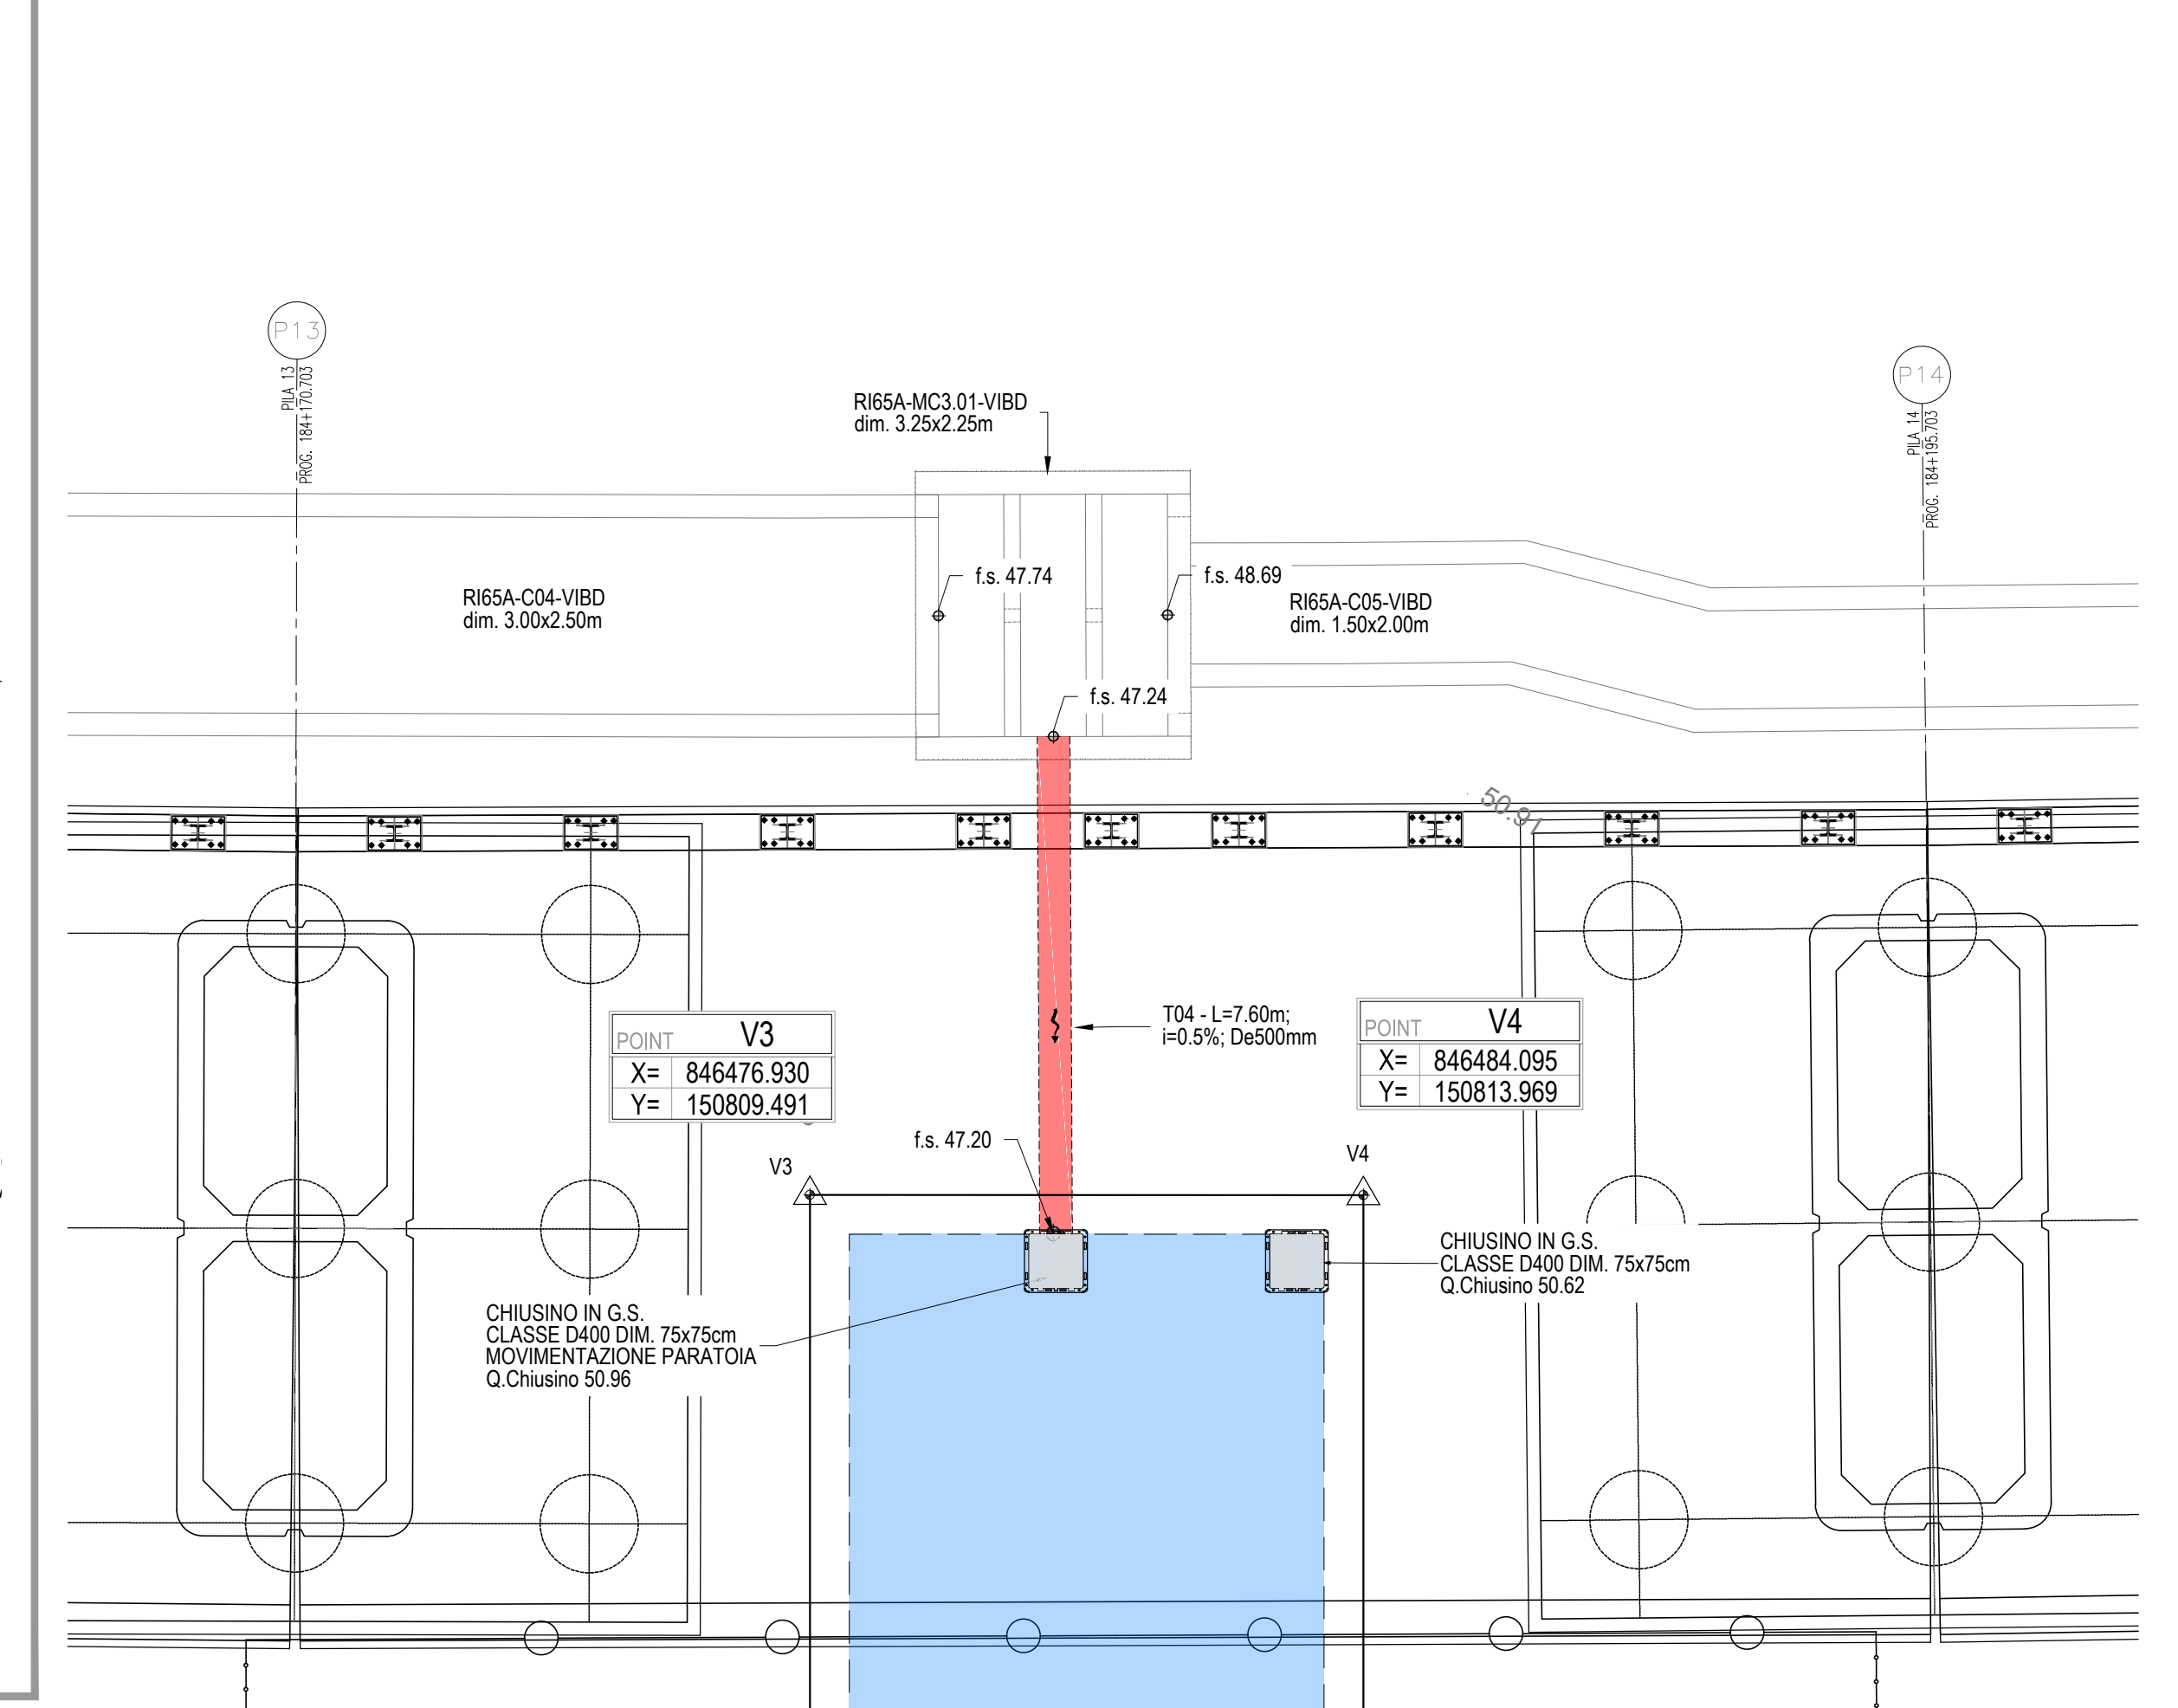 P13
PILA 13
PROG. 184+170.703
P14
PILA 14
PROG. 184+195.703
RI65A-MC3.01-VIBD
dim. 3.25x2.25m
f.s. 47.74
f.s. 48.69
RI65A-C04-VIBD
dim. 3.00x2.50m
RI65A-C05-VIBD
dim. 1.50x2.00m
f.s. 47.24
50.91
T04 - L=7.60m;
i=0.5%; De500mm
POINT V3
X= 846476.930
Y= 150809.491
POINT V4
X= 846484.095
Y= 150813.969
f.s. 47.20
V3
V4
CHIUSINO IN G.S.
CLASSE D400 DIM. 75x75cm
Q.Chiusino 50.62
CHIUSINO IN G.S.
CLASSE D400 DIM. 75x75cm
MOVIMENTAZIONE PARATOIA
Q.Chiusino 50.96